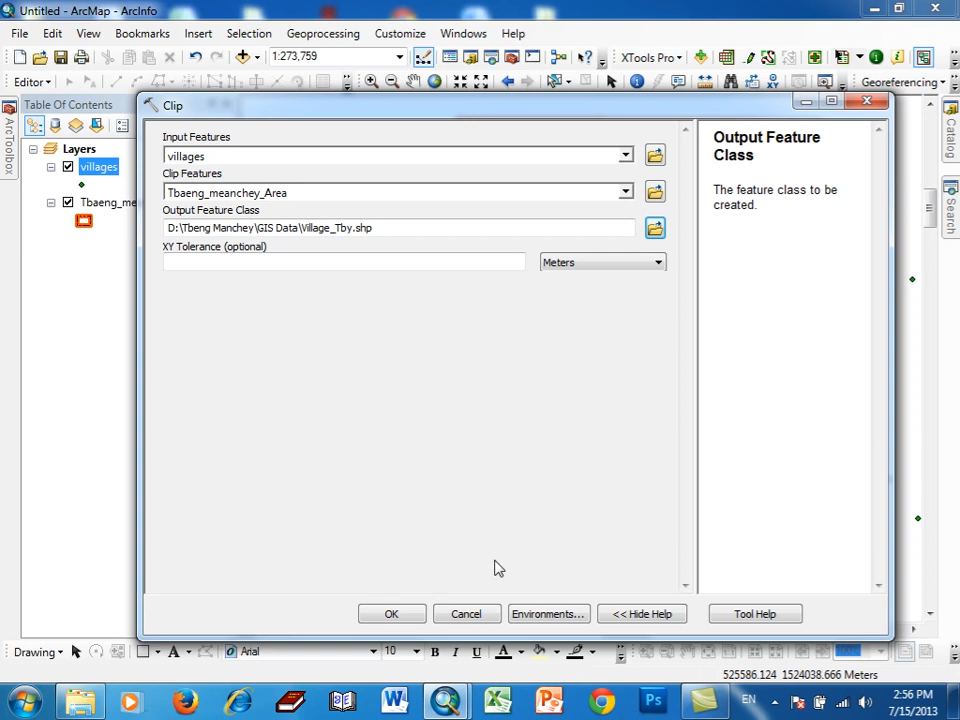 Untitled - ArcMap - ArcInfo
File Edit View Bookmarks Insert Selection Geoprocessing Customize Windows Help
1:273,759 XTools Pro
Editor Georeferencing
Table Of Contents
ArcToolbox
Layers
villages
Tbaeng_me
Clip
Input Features
villages
Clip Features
Tbaeng_meanchey_Area
Output Feature Class
D:\Tbeng Manchey\GIS Data\Village_Tby.shp
XY Tolerance (optional)
Meters
OK Cancel Environments... << Hide Help Tool Help
Output Feature
Class
The feature class to be
created.
Catalog
Search
Drawing A Arial 10 B I U A
525586.124 1524038.666 Meters
EN 2:56 PM
7/15/2013